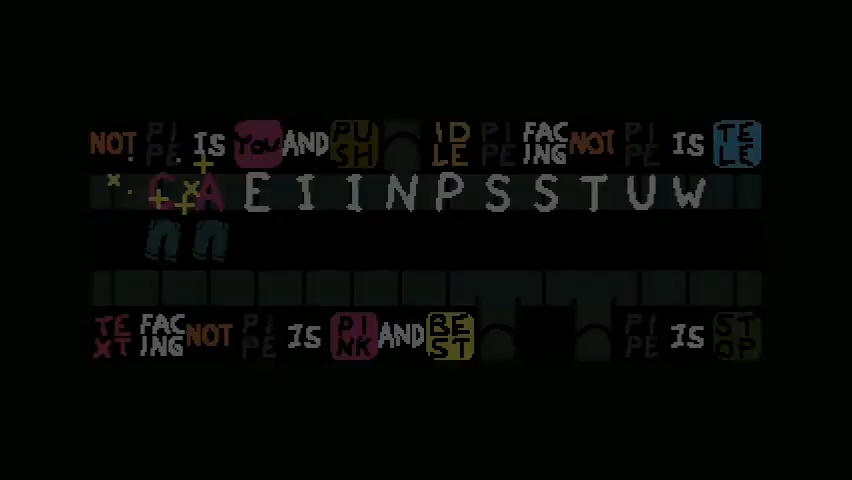 NOT PIPE IS YOU AND PUSH IDLE PIPE FACING NOT PIPE IS TELE
C A E I I N P S S T U W
TEXT FACING NOT PIPE IS PINK AND BEST PIPE IS STOP